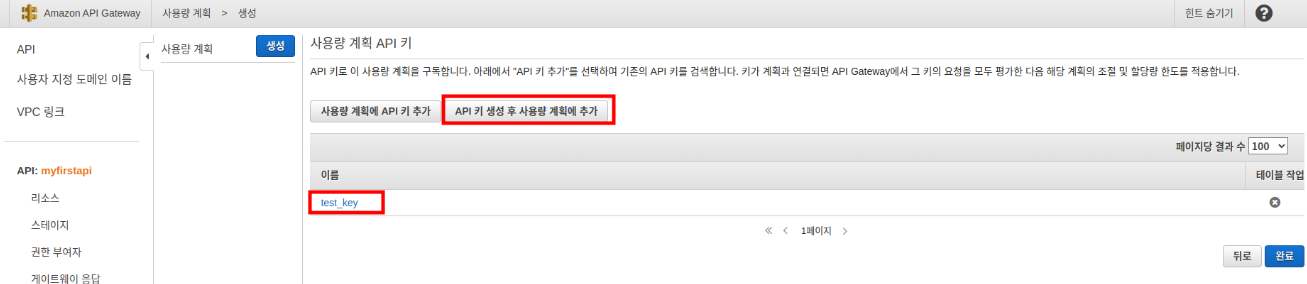 Amazon API Gateway 사용량 계획 > 생성 힌트 숨기기 ?
API
사용자 지정 도메인 이름
VPC 링크
API: myfirstapi
리소스
스테이지
권한 부여자
게이트웨이 응답
사용량 계획 생성
사용량 계획 API 키
API 키로 이 사용량 계획을 구독합니다. 아래에서 "API 키 추가"를 선택하여 기존의 API 키를 검색합니다. 키가 계획과 연결되면 API Gateway에서 그 키의 요청을 모두 평가한 다음 해당 계획의 조절 및 할당량 한도를 적용합니다.
사용량 계획에 API 키 추가 API 키 생성 후 사용량 계획에 추가
페이지당 결과 수 100
이름 테이블 작업
test_key
« ‹ 1페이지 ›
뒤로 완료